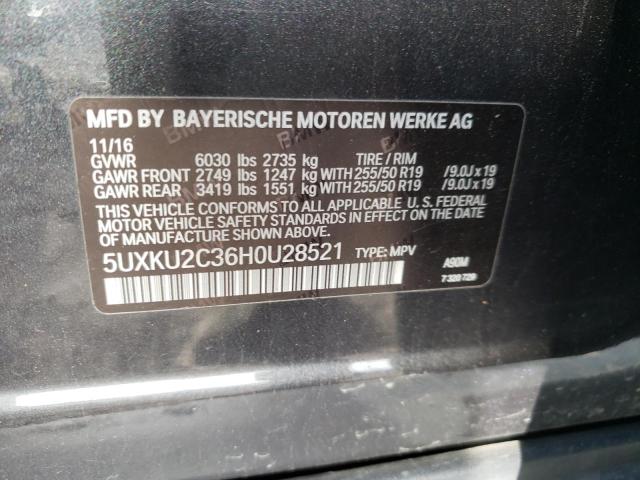 MFD BY BAYERISCHE MOTOREN WERKE AG
11/16
GVWR 6030 lbs 2735 kg TIRE / RIM
GAWR FRONT 2749 lbs 1247 kg WITH 255/50 R19 /9.0J x 19
GAWR REAR 3419 lbs 1551 kg WITH 255/50 R19 /9.0J x 19
THIS VEHICLE CONFORMS TO ALL APPLICABLE U. S. FEDERAL
MOTOR VEHICLE SAFETY STANDARDS IN EFFECT ON THE
DATE OF MANUFACTURE SHOWN ABOVE.
5UXKU2C36H0U28521 TYPE: MPV A90M
7 320 720